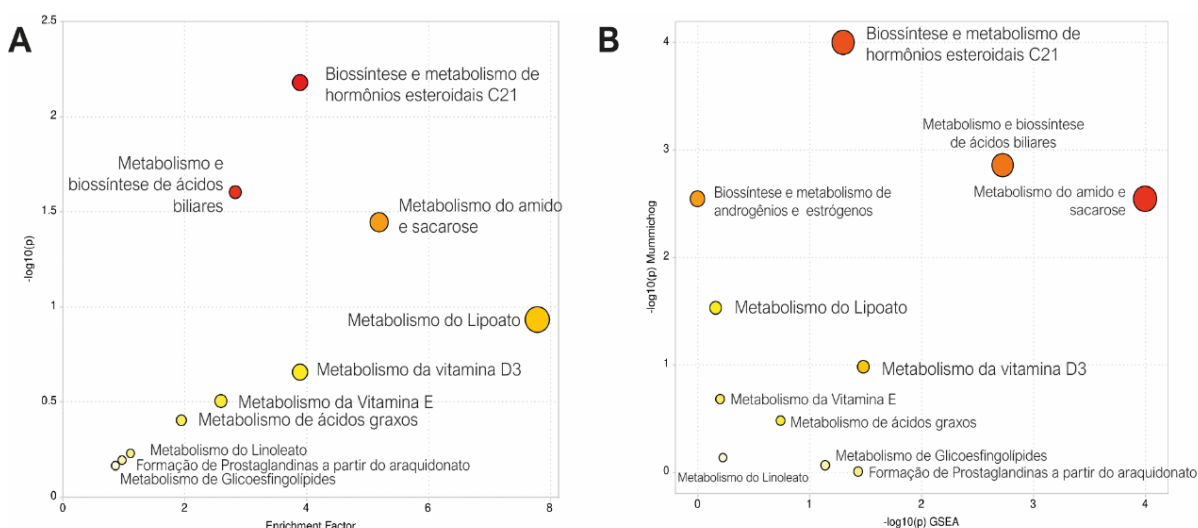 A
2.5
2
1.5
1
0.5
0
0
2
4
6
8
-log10(p)
Enrichment Factor
Biossíntese e metabolismo de
hormônios esteroidais C21
Metabolismo e
biossíntese de ácidos
biliares
Metabolismo do amido
e sacarose
Metabolismo do Lipoato
Metabolismo da vitamina D3
Metabolismo da Vitamina E
Metabolismo de ácidos graxos
Metabolismo do Linoleato
Formação de Prostaglandinas a partir do araquidonato
Metabolismo de Glicoesfingolípides
B
4
3
2
1
0
0
1
2
3
4
-log10(p) Mummichog
-log10(p) GSEA
Biossíntese e metabolismo de
hormônios esteroidais C21
Metabolismo e biossíntese
de ácidos biliares
Metabolismo do amido e
sacarose
Biossíntese e metabolismo de
androgênios e estrógenos
Metabolismo do Lipoato
Metabolismo da vitamina D3
Metabolismo da Vitamina E
Metabolismo de ácidos graxos
Metabolismo de Glicoesfingolípides
Metabolismo do Linoleato
Formação de Prostaglandinas a partir do araquidonato